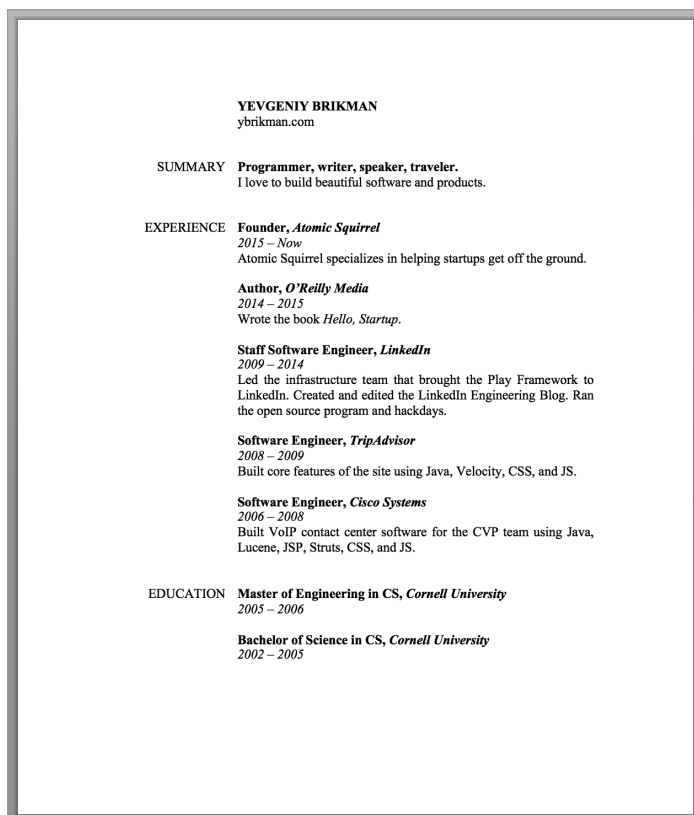 YEVGENIY BRIKMAN
ybrikman.com
SUMMARY Programmer, writer, speaker, traveler.
I love to build beautiful software and products.
EXPERIENCE Founder, Atomic Squirrel
2015 – Now
Atomic Squirrel specializes in helping startups get off the ground.
Author, O’Reilly Media
2014 – 2015
Wrote the book Hello, Startup.
Staff Software Engineer, LinkedIn
2009 – 2014
Led the infrastructure team that brought the Play Framework to
LinkedIn. Created and edited the LinkedIn Engineering Blog. Ran
the open source program and hackdays.
Software Engineer, TripAdvisor
2008 – 2009
Built core features of the site using Java, Velocity, CSS, and JS.
Software Engineer, Cisco Systems
2006 – 2008
Built VoIP contact center software for the CVP team using Java,
Lucene, JSP, Struts, CSS, and JS.
EDUCATION Master of Engineering in CS, Cornell University
2005 – 2006
Bachelor of Science in CS, Cornell University
2002 – 2005